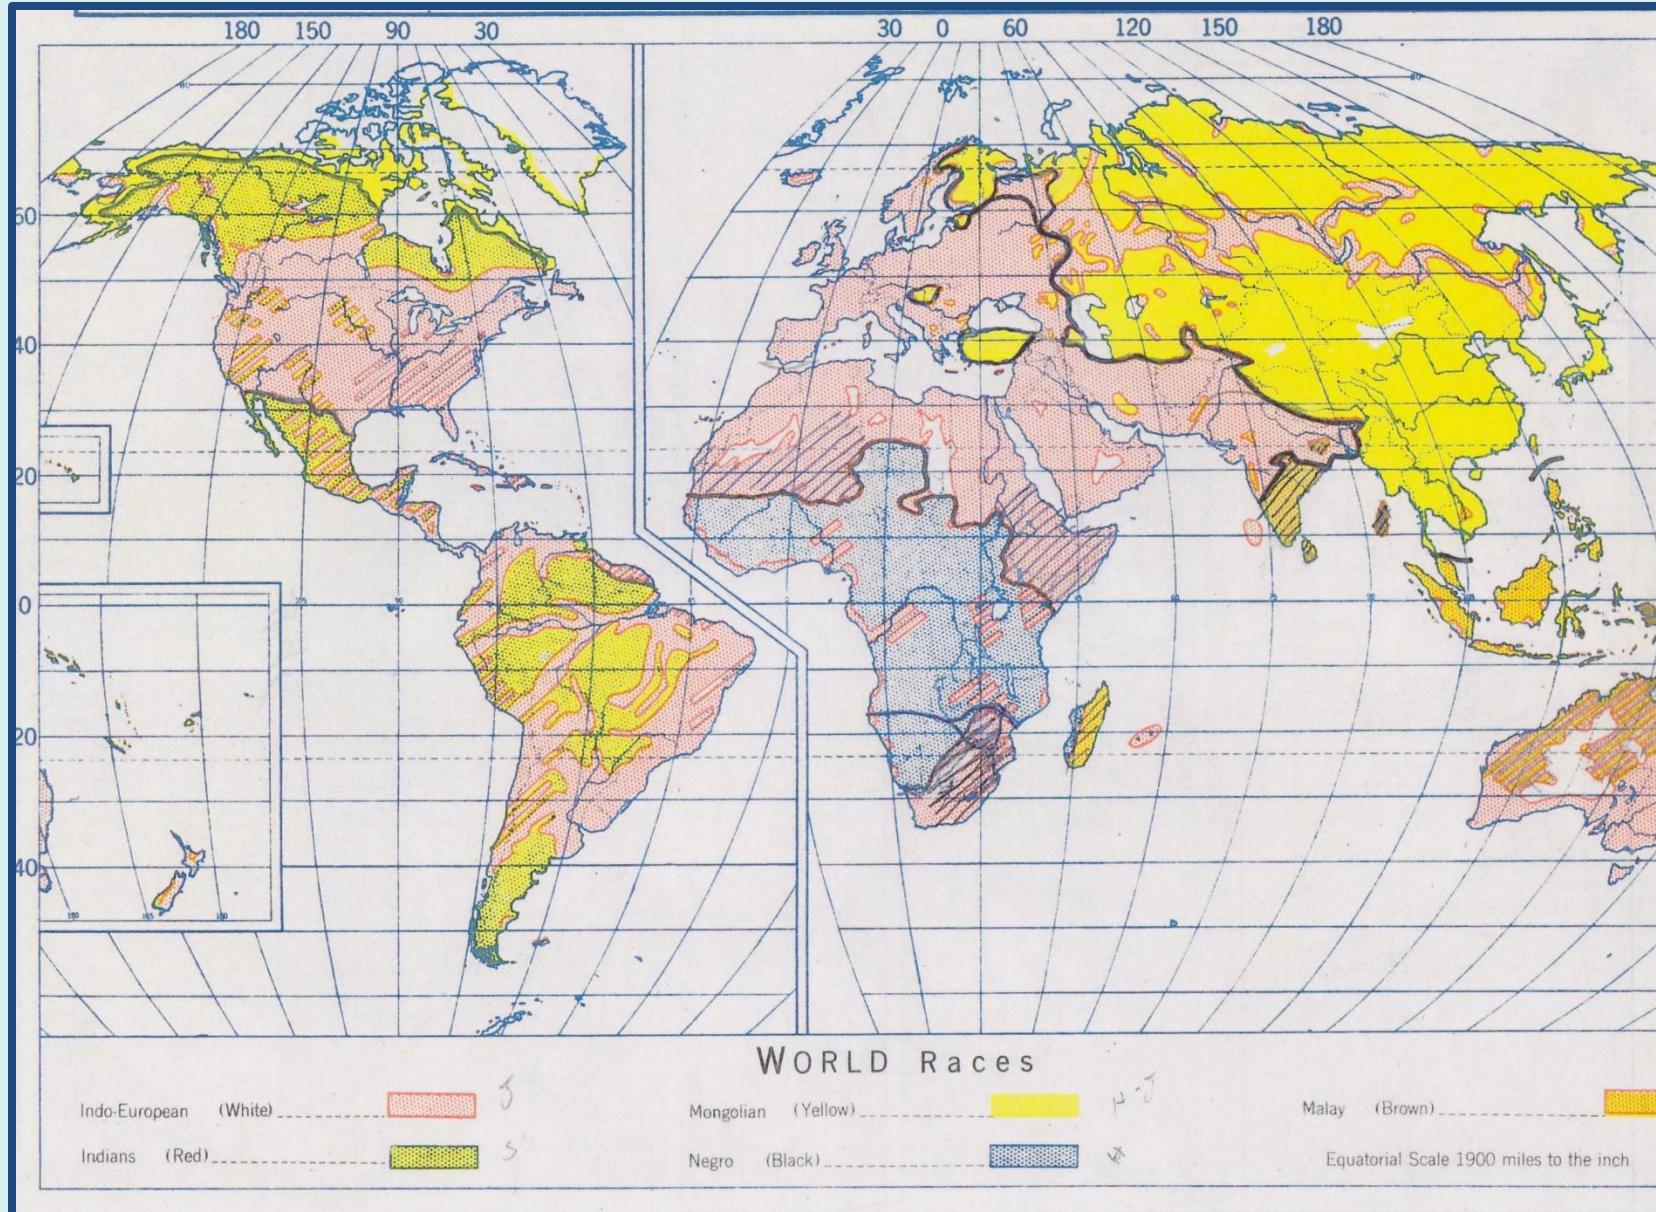 180 150 90 30 30 0 60 120 150 180
60
40
20
0
20
40
WORLD Races
Indo-European (White)
Mongolian (Yellow)
Malay (Brown)
Indians (Red)
Negro (Black)
Equatorial Scale 1900 miles to the inch